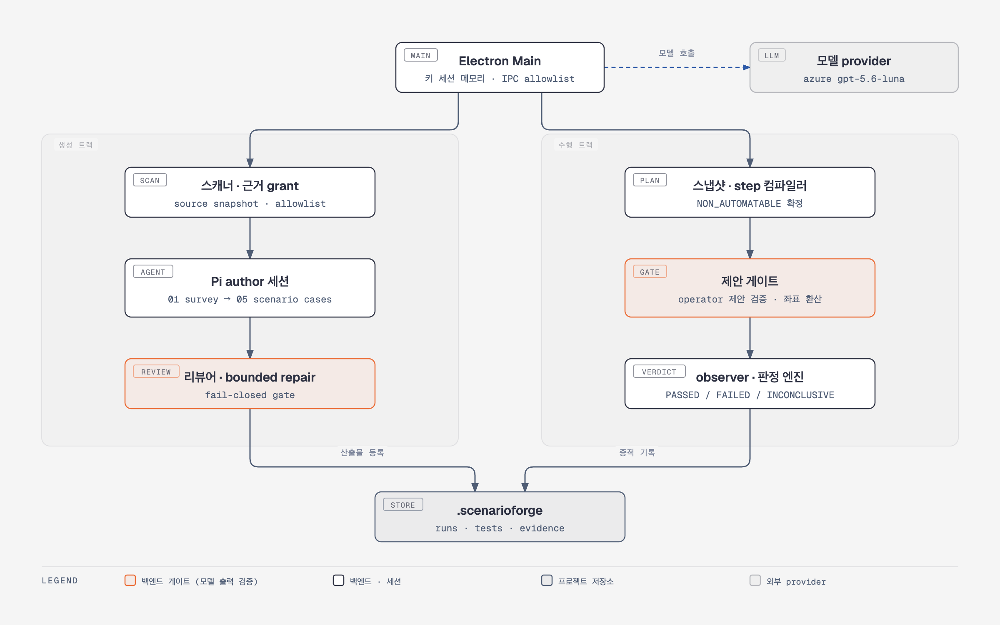 MAIN
Electron Main
키 세션 메모리 · IPC allowlist
모델 호출
LLM
모델 provider
azure gpt-5.6-luna
생성 트랙
SCAN
스캐너 · 근거 grant
source snapshot · allowlist
AGENT
Pi author 세션
01 survey → 05 scenario cases
REVIEW
리뷰어 · bounded repair
fail-closed gate
수행 트랙
PLAN
스냅샷 · step 컴파일러
NON_AUTOMATABLE 확정
GATE
제안 게이트
operator 제안 검증 · 좌표 환산
VERDICT
observer · 판정 엔진
PASSED / FAILED / INCONCLUSIVE
산출물 등록
증적 기록
STORE
.scenarioforge
runs · tests · evidence
LEGEND
백엔드 게이트 (모델 출력 검증)
백엔드 · 세션
프로젝트 저장소
외부 provider